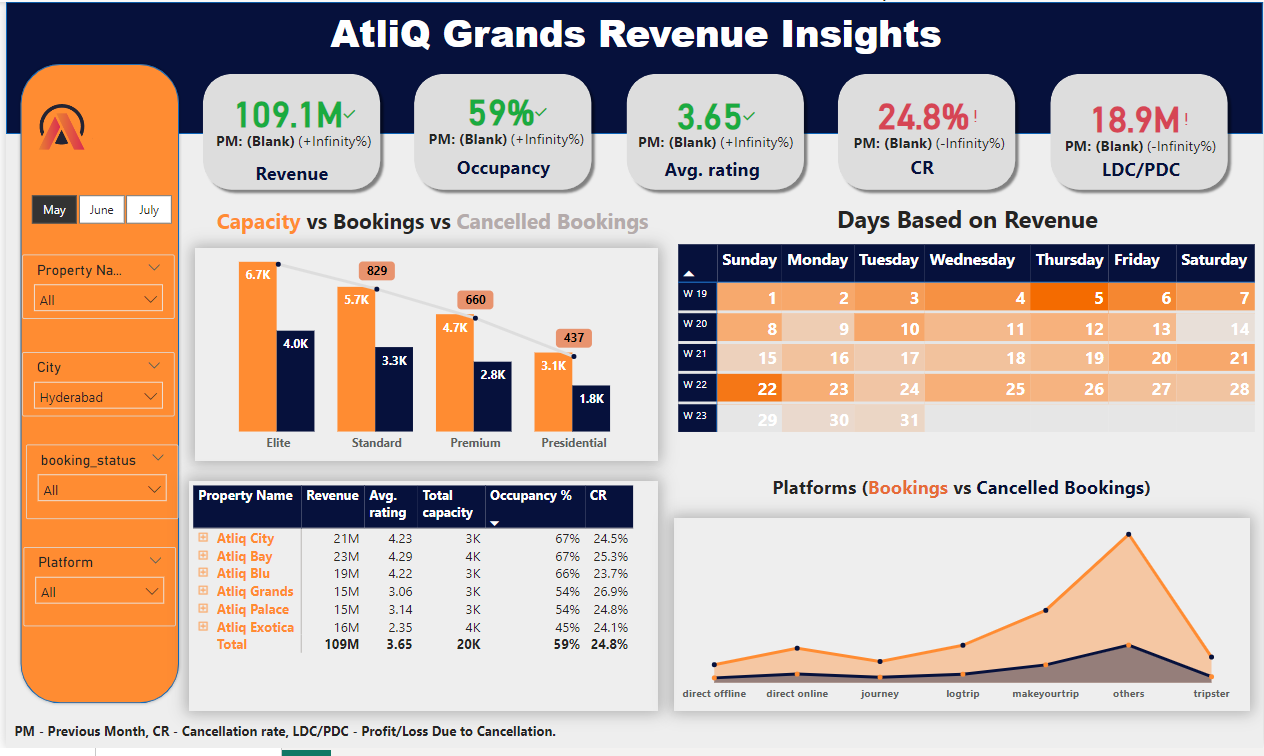 AtliQ Grands Revenue Insights
109.1M
PM: (Blank) (+Infinity%)
Revenue
59%
PM: (Blank) (+Infinity%)
Occupancy
3.65
PM: (Blank) (+Infinity%)
Avg. rating
24.8% !
PM: (Blank) (-Infinity%)
CR
18.9M !
PM: (Blank) (-Infinity%)
LDC/PDC
May June July
Property Na...
All
City
Hyderabad
booking_status
All
Platform
All
Capacity vs Bookings vs Cancelled Bookings
6.7K 4.0K
829 5.7K 3.3K
660 4.7K 2.8K
437 3.1K 1.8K
Elite Standard Premium Presidential
Days Based on Revenue
Sunday Monday Tuesday Wednesday Thursday Friday Saturday
W 19 1 2 3 4 5 6 7
W 20 8 9 10 11 12 13 14
W 21 15 16 17 18 19 20 21
W 22 22 23 24 25 26 27 28
W 23 29 30 31
Property Name Revenue Avg. rating Total capacity Occupancy % CR
Atliq City 21M 4.23 3K 67% 24.5%
Atliq Bay 23M 4.29 4K 67% 25.3%
Atliq Blu 19M 4.22 3K 66% 23.7%
Atliq Grands 15M 3.06 3K 54% 26.9%
Atliq Palace 15M 3.14 3K 54% 24.8%
Atliq Exotica 16M 2.35 4K 45% 24.1%
Total 109M 3.65 20K 59% 24.8%
Platforms (Bookings vs Cancelled Bookings)
direct offline direct online journey logtrip makeyourtrip others tripster
PM - Previous Month, CR - Cancellation rate, LDC/PDC - Profit/Loss Due to Cancellation.